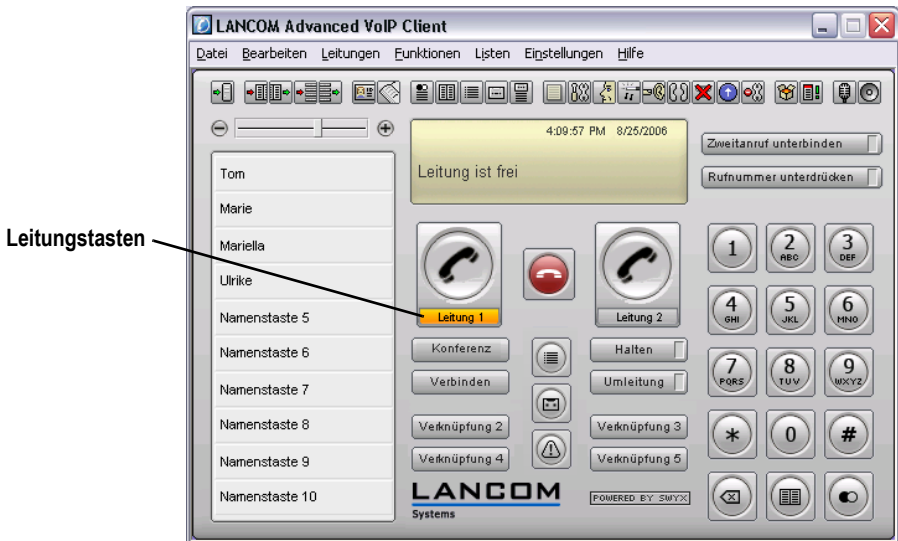 LANCOM Advanced VoIP Client
Datei Bearbeiten Leitungen Funktionen Listen Einstellungen Hilfe
4:09:57 PM 8/25/2006
Leitung ist frei
Zweitanruf unterbinden
Rufnummer unterdrücken
Tom
Marie
Mariella
Ulrike
Namenstaste 5
Namenstaste 6
Namenstaste 7
Namenstaste 8
Namenstaste 9
Namenstaste 10
Leitungstasten
Leitung 1
Leitung 2
Konferenz
Halten
Verbinden
Umleitung
Verknüpfung 2
Verknüpfung 3
Verknüpfung 4
Verknüpfung 5
LANCOM
Systems
POWERED BY SWYX
1
2 ABC
3 DEF
4 GHI
5 JKL
6 MNO
7 PQRS
8 TUV
9 WXYZ
*
0
#